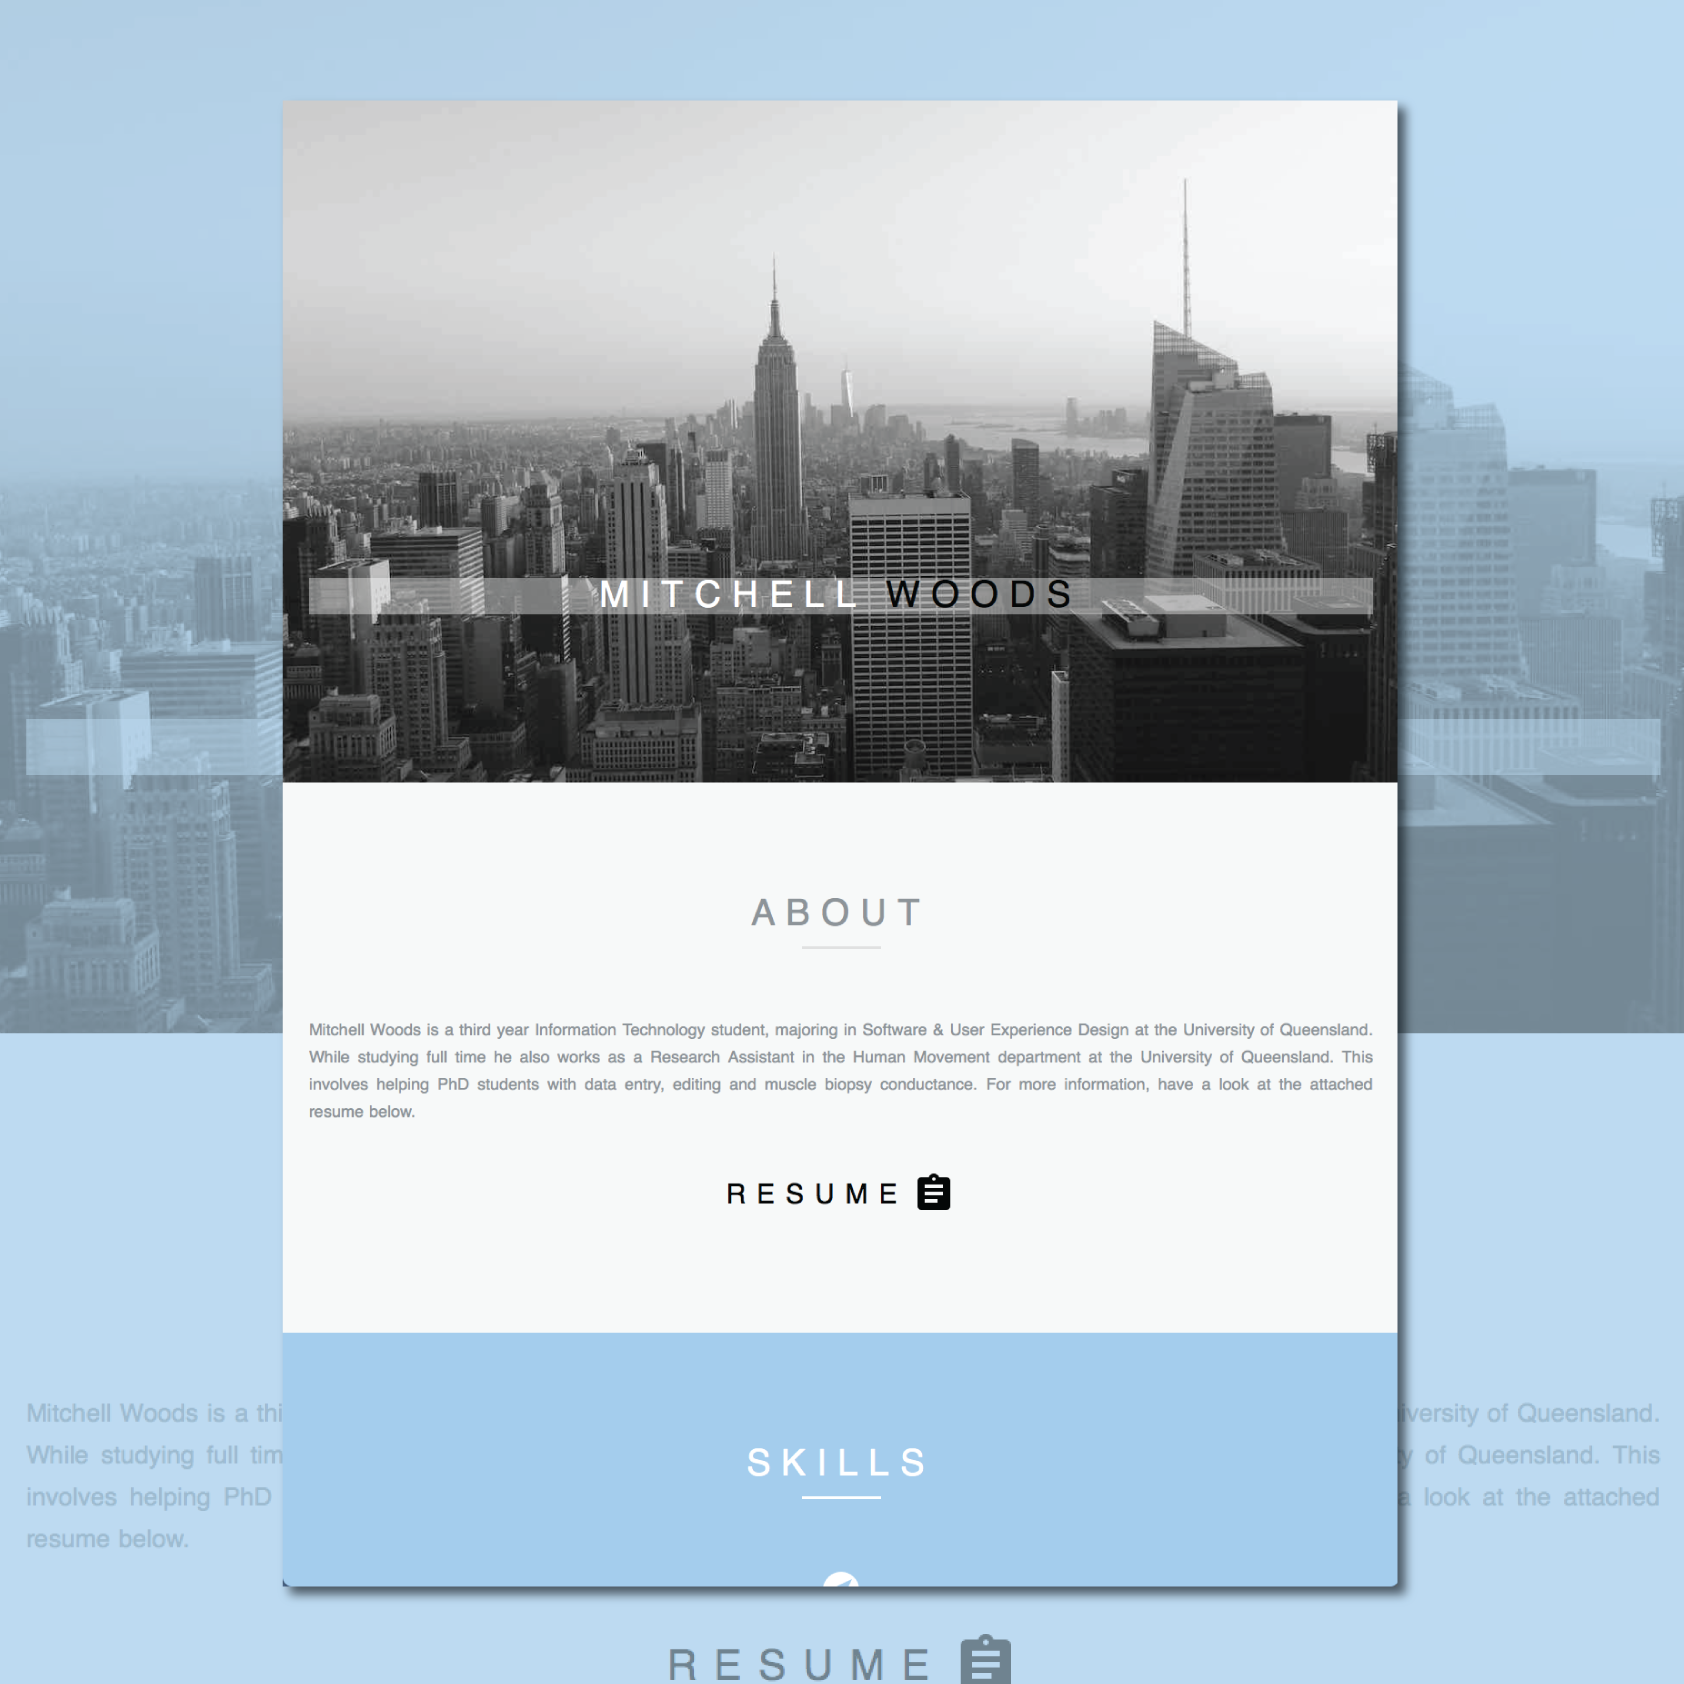 MITCHELL WOODS
ABOUT
Mitchell Woods is a third year Information Technology student, majoring in Software & User Experience Design at the University of Queensland.
While studying full time he also works as a Research Assistant in the Human Movement department at the University of Queensland. This
involves helping PhD students with data entry, editing and muscle biopsy conductance. For more information, have a look at the attached
resume below.
RESUME
SKILLS
Mitchell Woods is a thi
iversity of Queensland.
While studying full tim
y of Queensland. This
involves helping PhD
a look at the attached
resume below.
RESUME